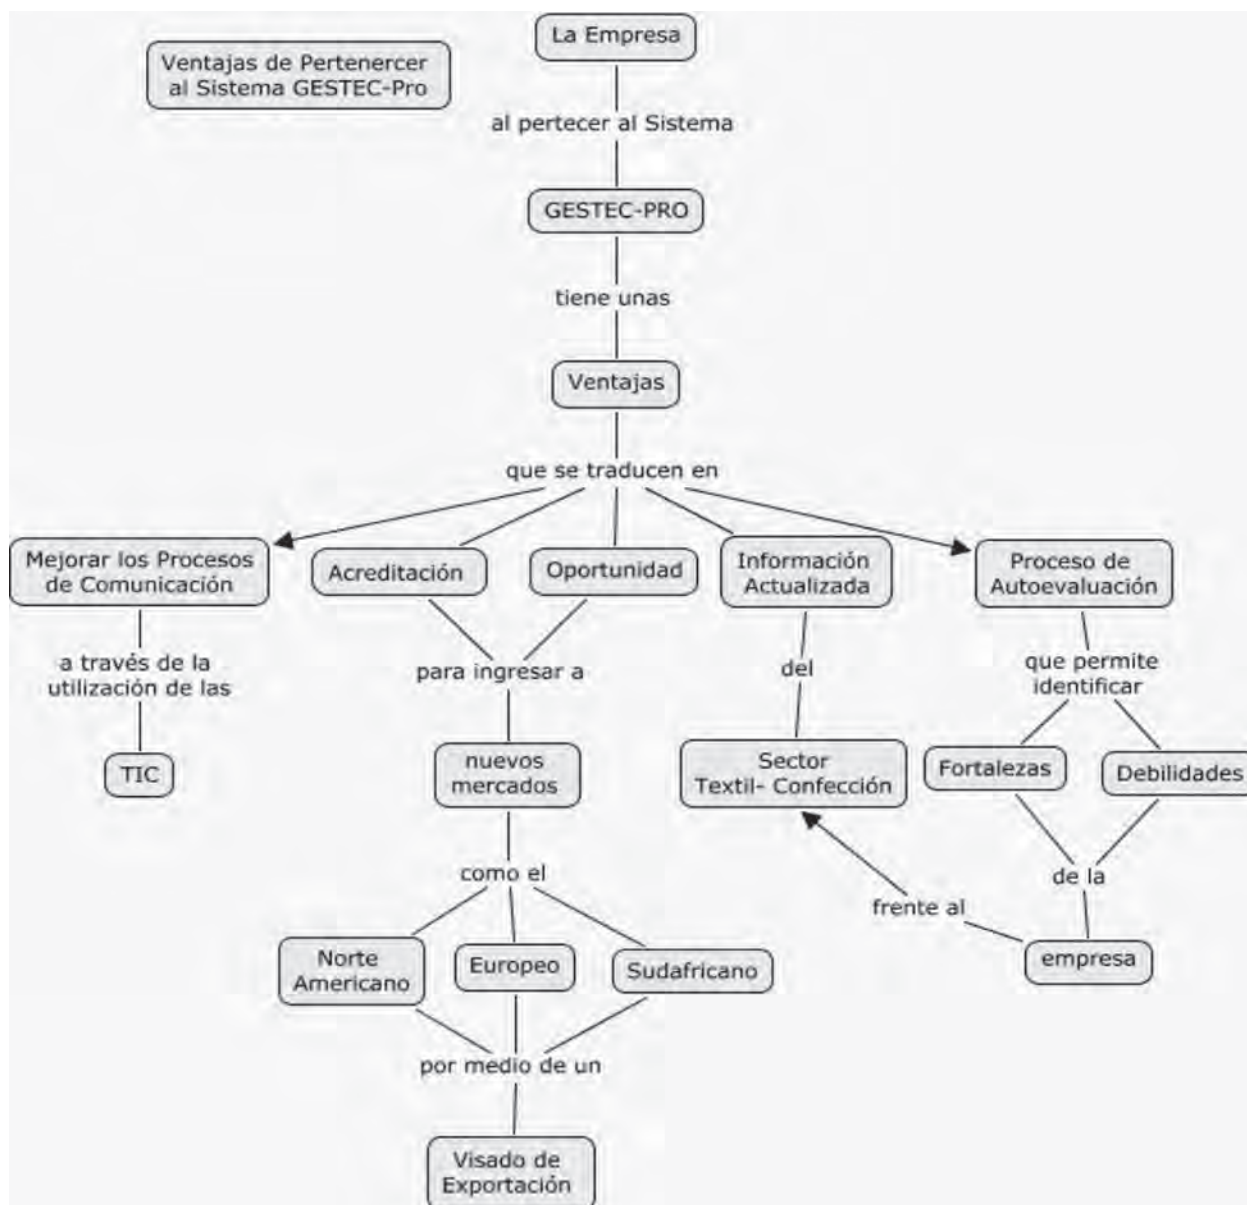 La Empresa
Ventajas de Pertenercer
al Sistema GESTEC-Pro
al pertecer al Sistema
GESTEC-PRO
tiene unas
Ventajas
que se traducen en
Mejorar los Procesos
de Comunicación
Acreditación
Oportunidad
Información
Actualizada
Proceso de
Autoevaluación
a través de la
utilización de las
para ingresar a
del
que permite
identificar
TIC
nuevos
mercados
Sector
Textil- Confección
Fortalezas
Debilidades
como el
frente al
de la
Norte
Americano
Europeo
Sudafricano
empresa
por medio de un
Visado de
Exportación